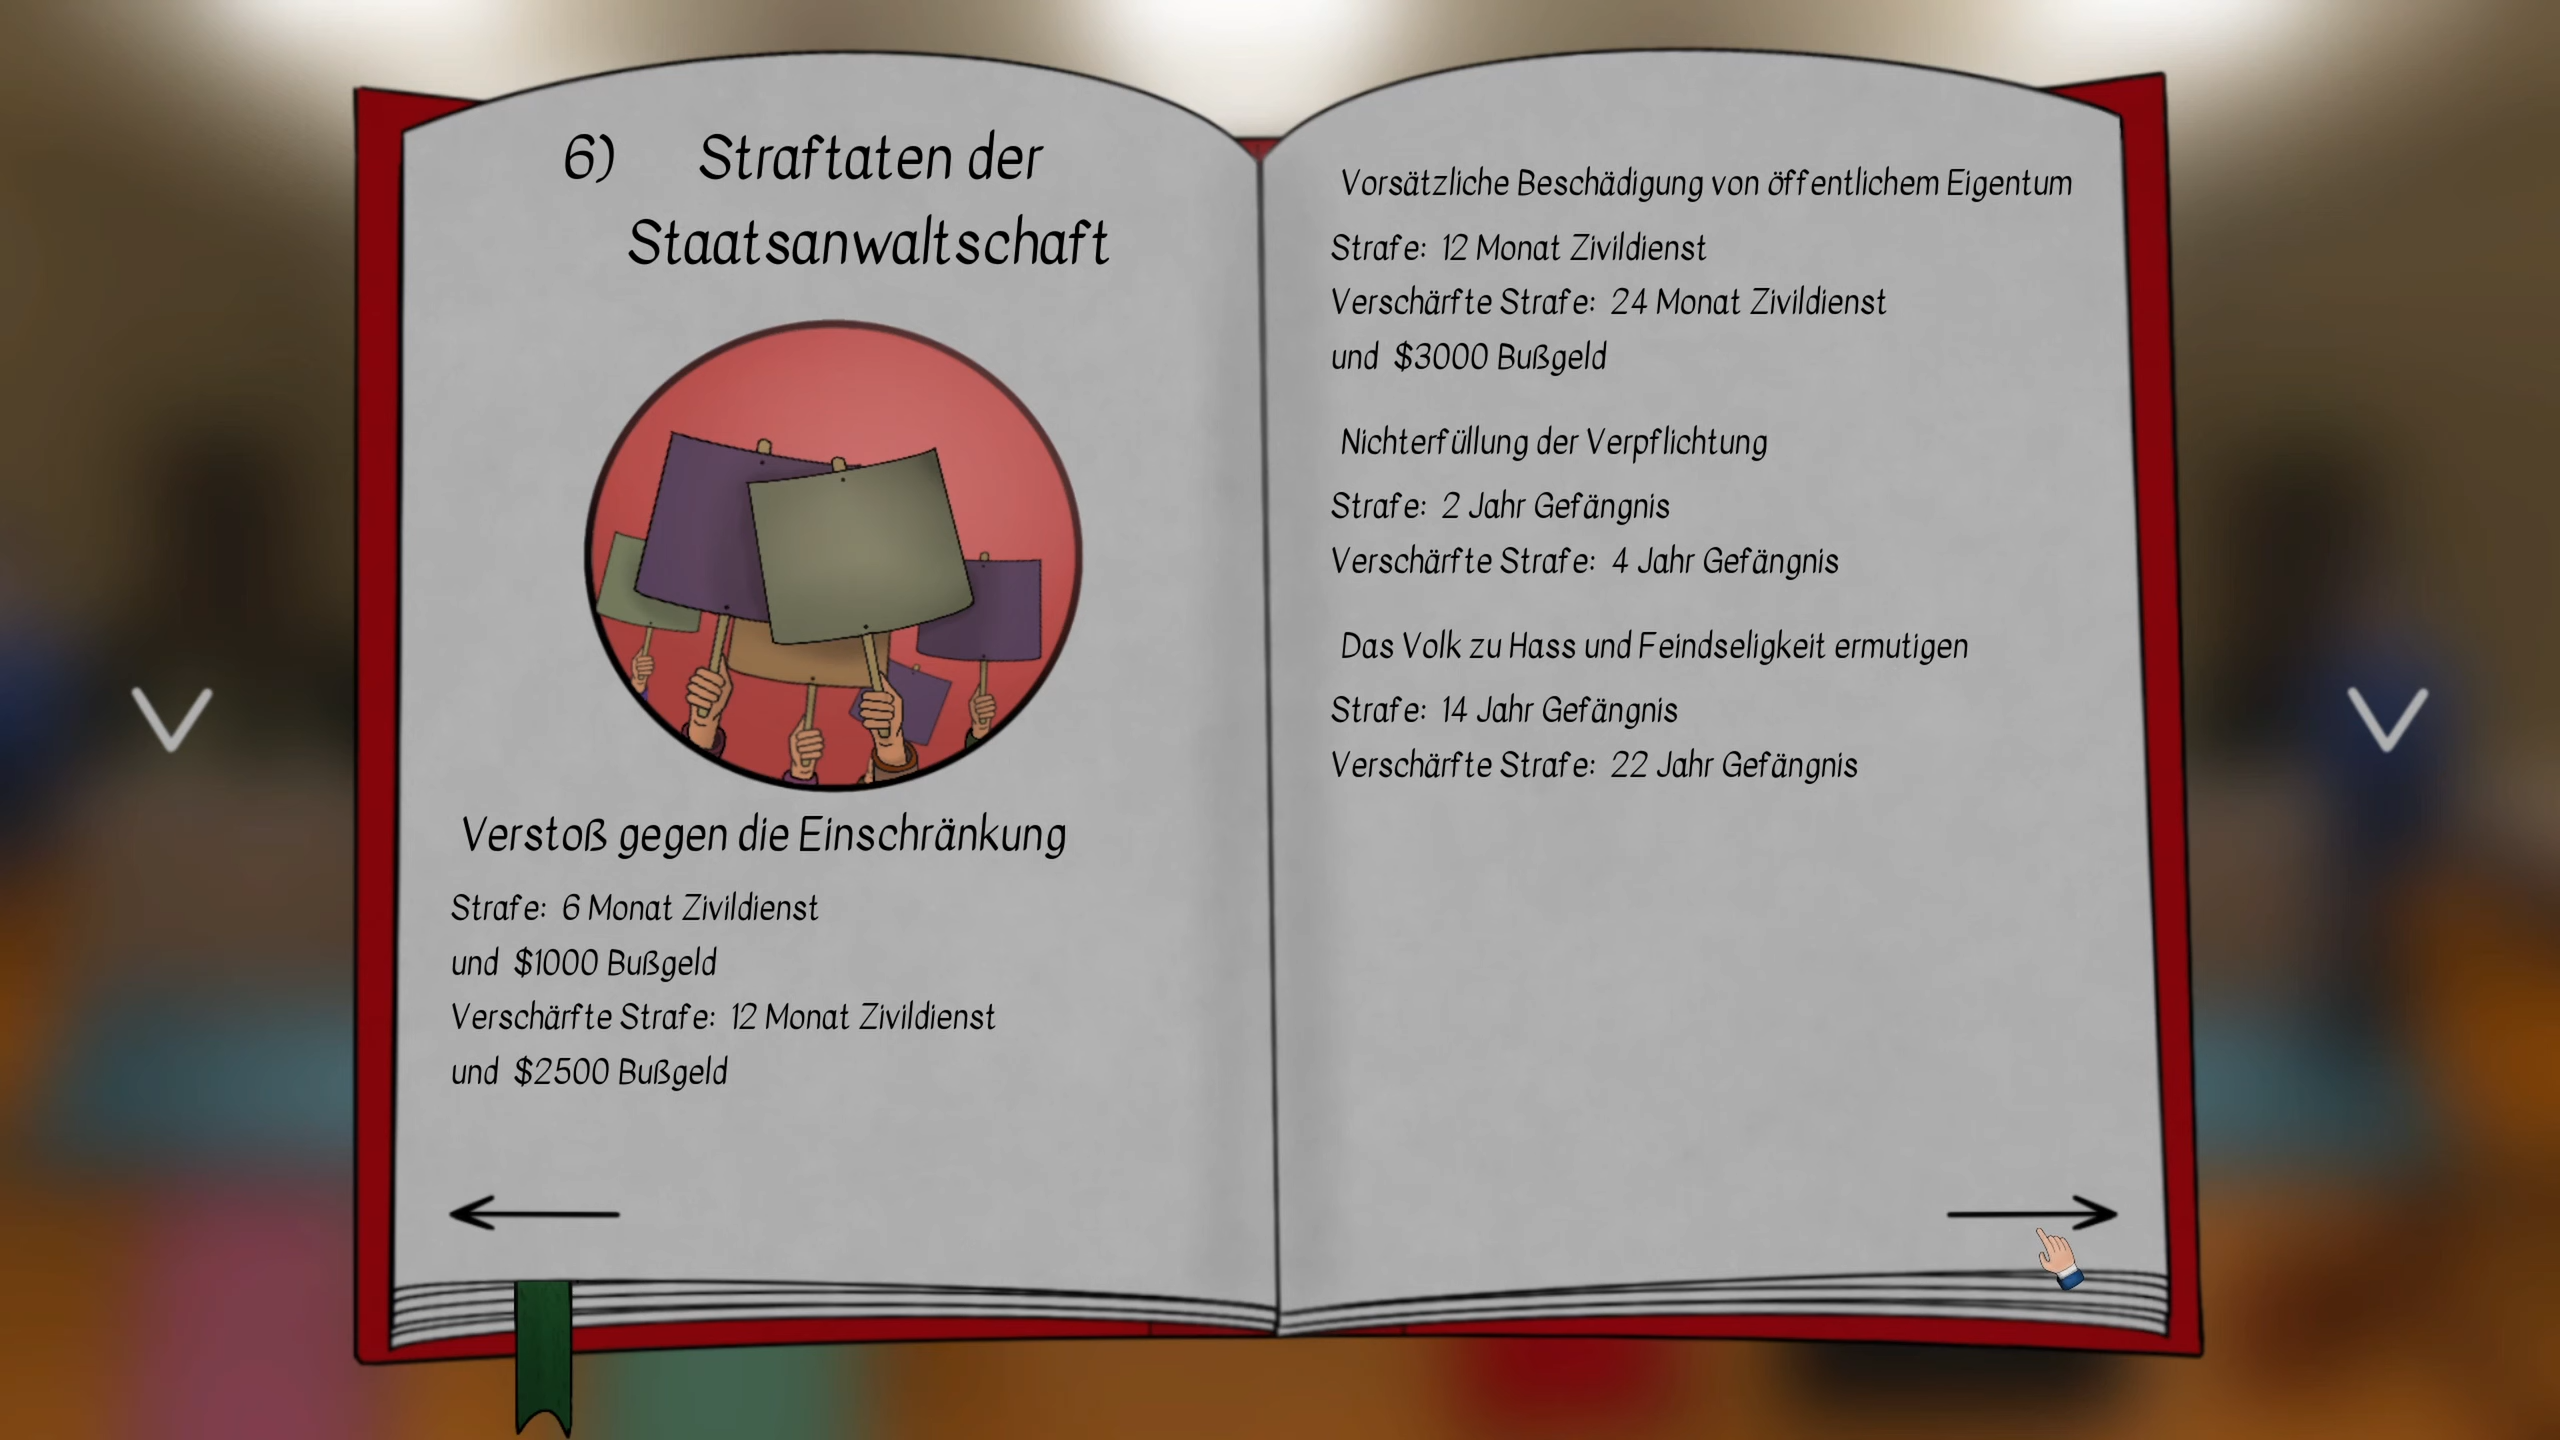 6) Straftaten der
Staatsanwaltschaft
Verstoß gegen die Einschränkung
Strafe: 6 Monat Zivildienst
und $1000 Bußgeld
Verschärfte Strafe: 12 Monat Zivildienst
und $2500 Bußgeld
Vorsätzliche Beschädigung von öffentlichem Eigentum
Strafe: 12 Monat Zivildienst
Verschärfte Strafe: 24 Monat Zivildienst
und $3000 Bußgeld
Nichterfüllung der Verpflichtung
Strafe: 2 Jahr Gefängnis
Verschärfte Strafe: 4 Jahr Gefängnis
Das Volk zu Hass und Feindseligkeit ermutigen
Strafe: 14 Jahr Gefängnis
Verschärfte Strafe: 22 Jahr Gefängnis